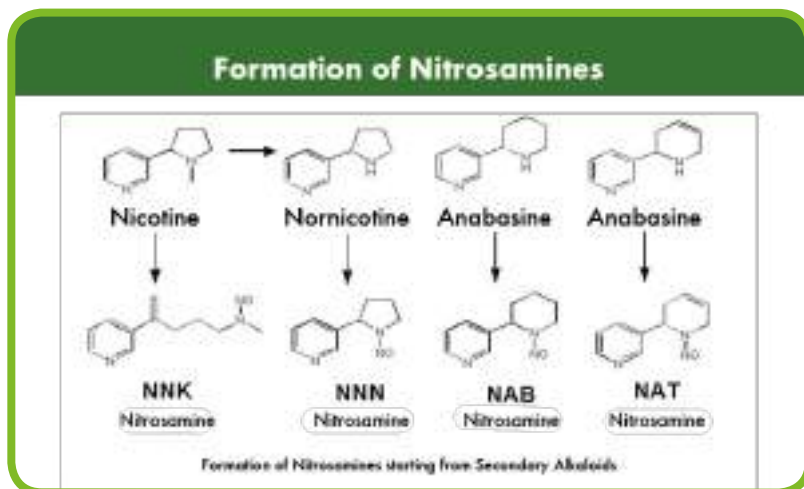 Formation of Nitrosamines
Nicotine Nornicotine Anabasine Anabasine
NNK NNN NAB NAT
Nitrosamine Nitrosamine Nitrosamine Nitrosamine
Formation of Nitrosamines starting from Secondary Alkaloids